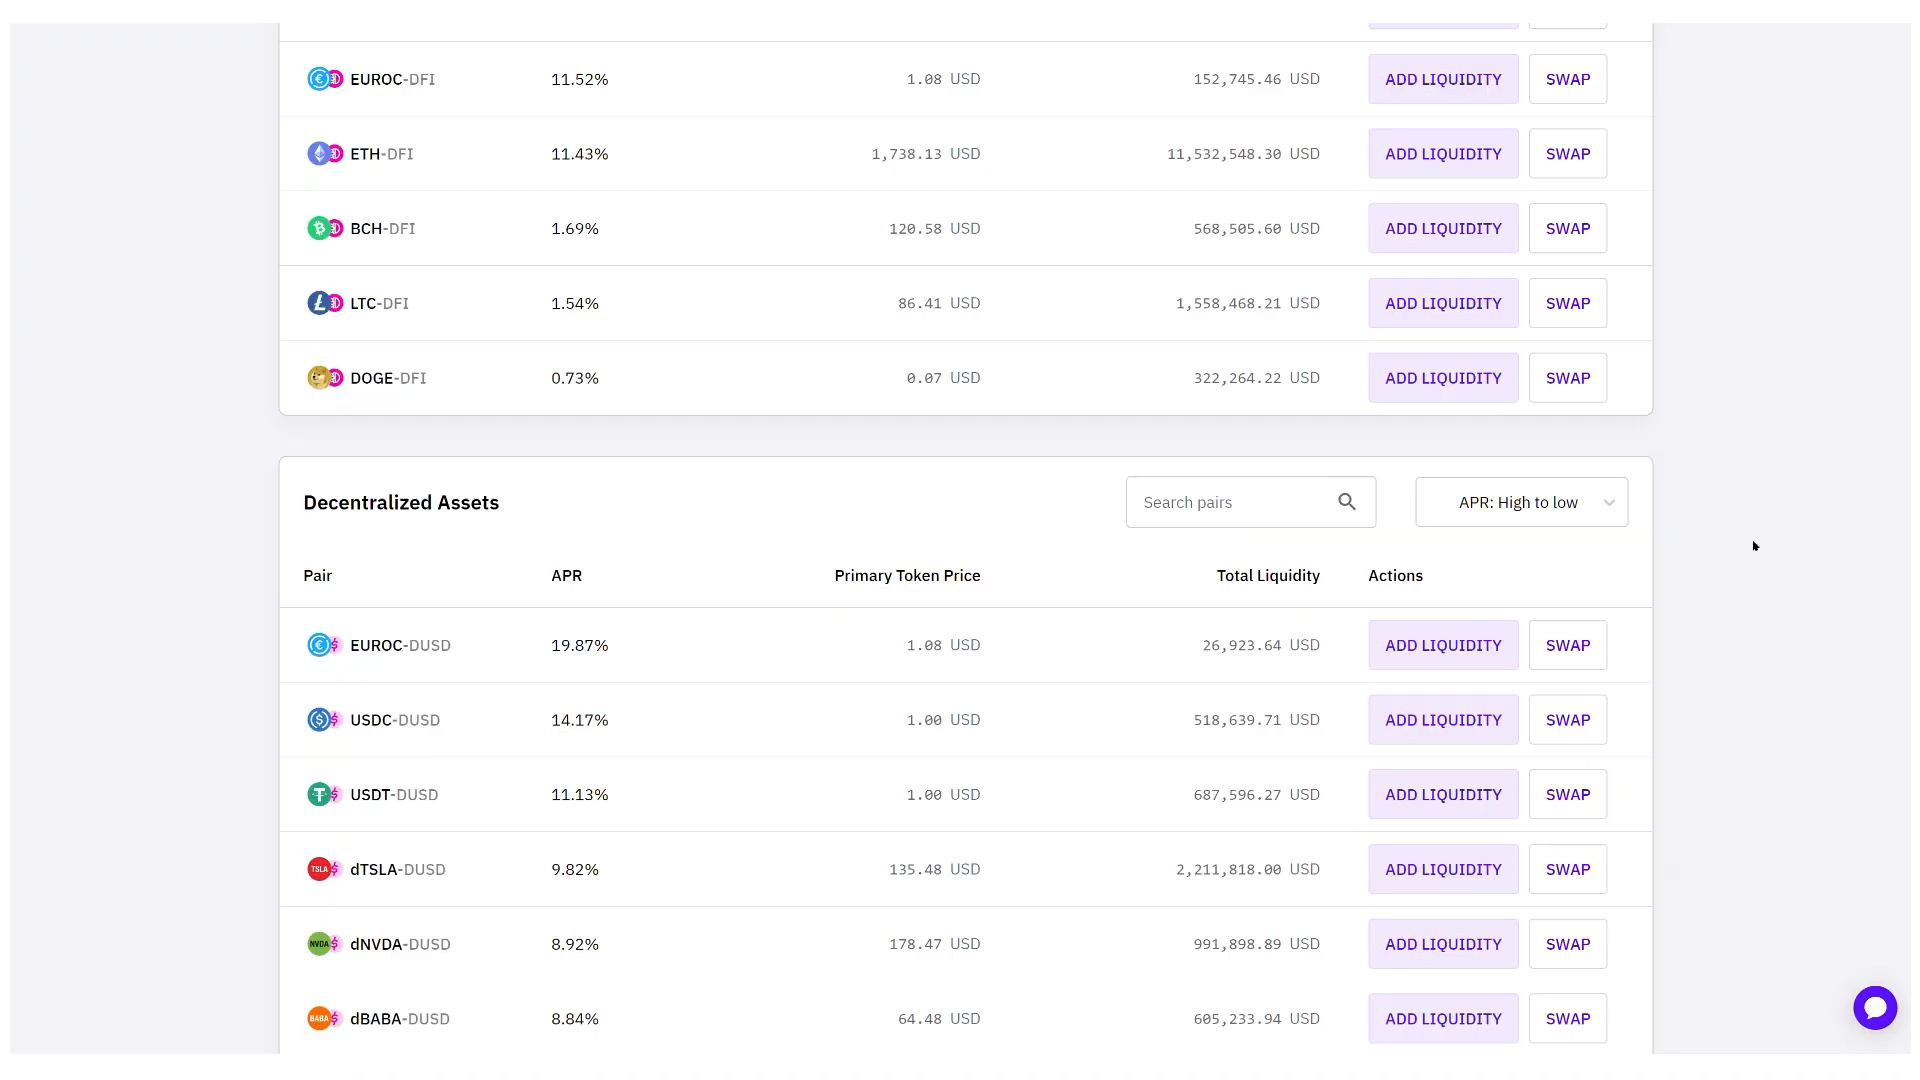 EUROC-DFI 11.52% 1.08 USD 152,745.46 USD ADD LIQUIDITY SWAP
ETH-DFI 11.43% 1,738.13 USD 11,532,548.30 USD ADD LIQUIDITY SWAP
BCH-DFI 1.69% 120.58 USD 568,505.60 USD ADD LIQUIDITY SWAP
LTC-DFI 1.54% 86.41 USD 1,558,468.21 USD ADD LIQUIDITY SWAP
DOGE-DFI 0.73% 0.07 USD 322,264.22 USD ADD LIQUIDITY SWAP
Decentralized Assets Search pairs APR: High to low
Pair APR Primary Token Price Total Liquidity Actions
EUROC-DUSD 19.87% 1.08 USD 26,923.64 USD ADD LIQUIDITY SWAP
USDC-DUSD 14.17% 1.00 USD 518,639.71 USD ADD LIQUIDITY SWAP
USDT-DUSD 11.13% 1.00 USD 687,596.27 USD ADD LIQUIDITY SWAP
TSLA dTSLA-DUSD 9.82% 135.48 USD 2,211,818.00 USD ADD LIQUIDITY SWAP
NVDA dNVDA-DUSD 8.92% 178.47 USD 991,898.89 USD ADD LIQUIDITY SWAP
BABA dBABA-DUSD 8.84% 64.48 USD 605,233.94 USD ADD LIQUIDITY SWAP